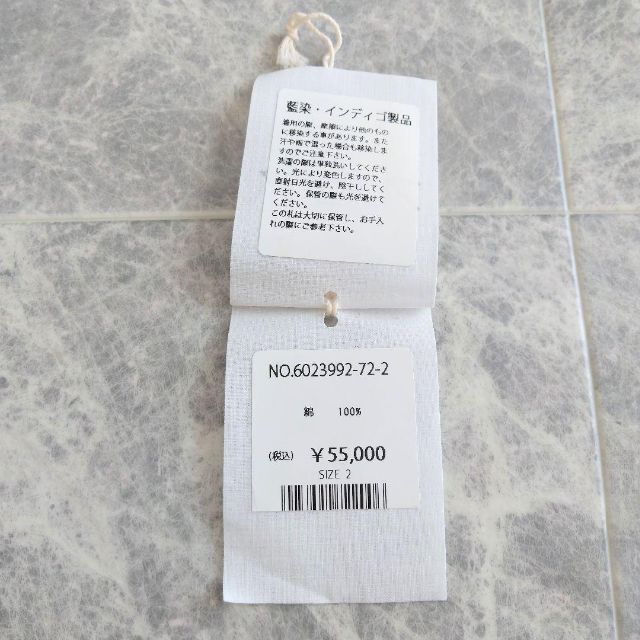 藍染・インディゴ製品
着用の際、摩擦により他のもの
に移染する事があります。また
汗や雨で湿った場合も移染しま
すのでご注意下さい。
洗濯の際は単独洗いしてくださ
い。光により変色しますので、
直射日光を避け、陰干ししてく
ださい。保管の際も光を避けて
ください。
この札は大切に保管し、お手入
れの際にご参考下さい。
NO.6023992-72-2
綿 100%
(税込) ¥55,000
SIZE 2